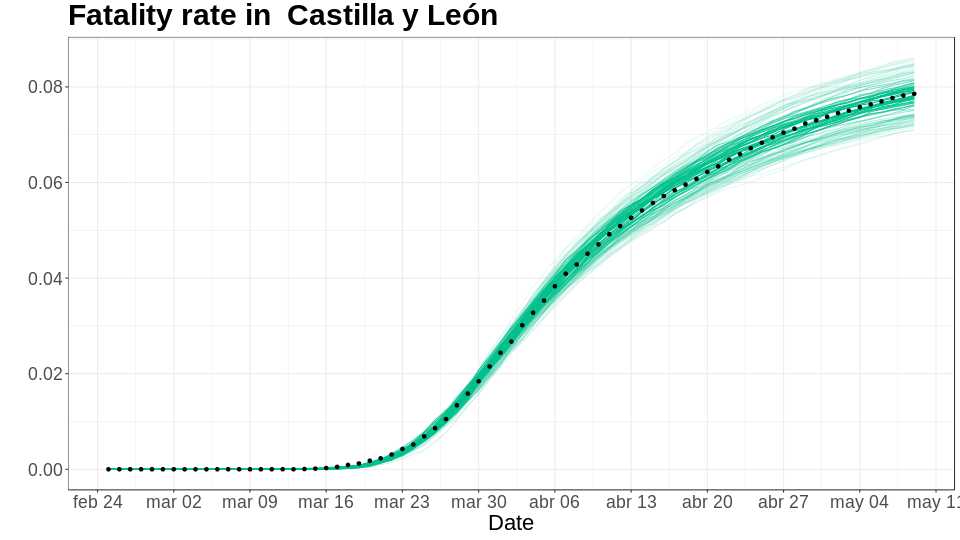 Fatality rate in  Castilla y León
0.08
0.06
0.04
0.02
0.00
feb 24 mar 02 mar 09 mar 16 mar 23 mar 30 abr 06 abr 13 abr 20 abr 27 may 04 may 11
Date